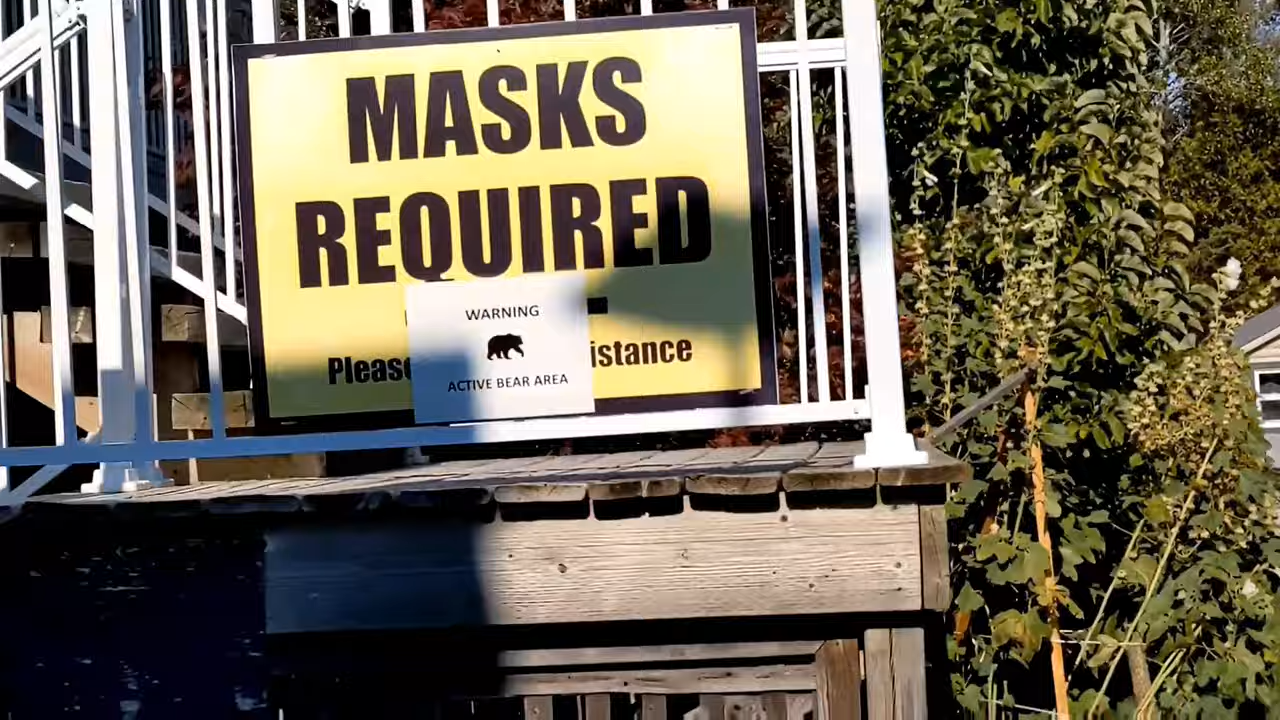 MASKS
REQUIRED
WARNING
Please
istance
ACTIVE BEAR AREA